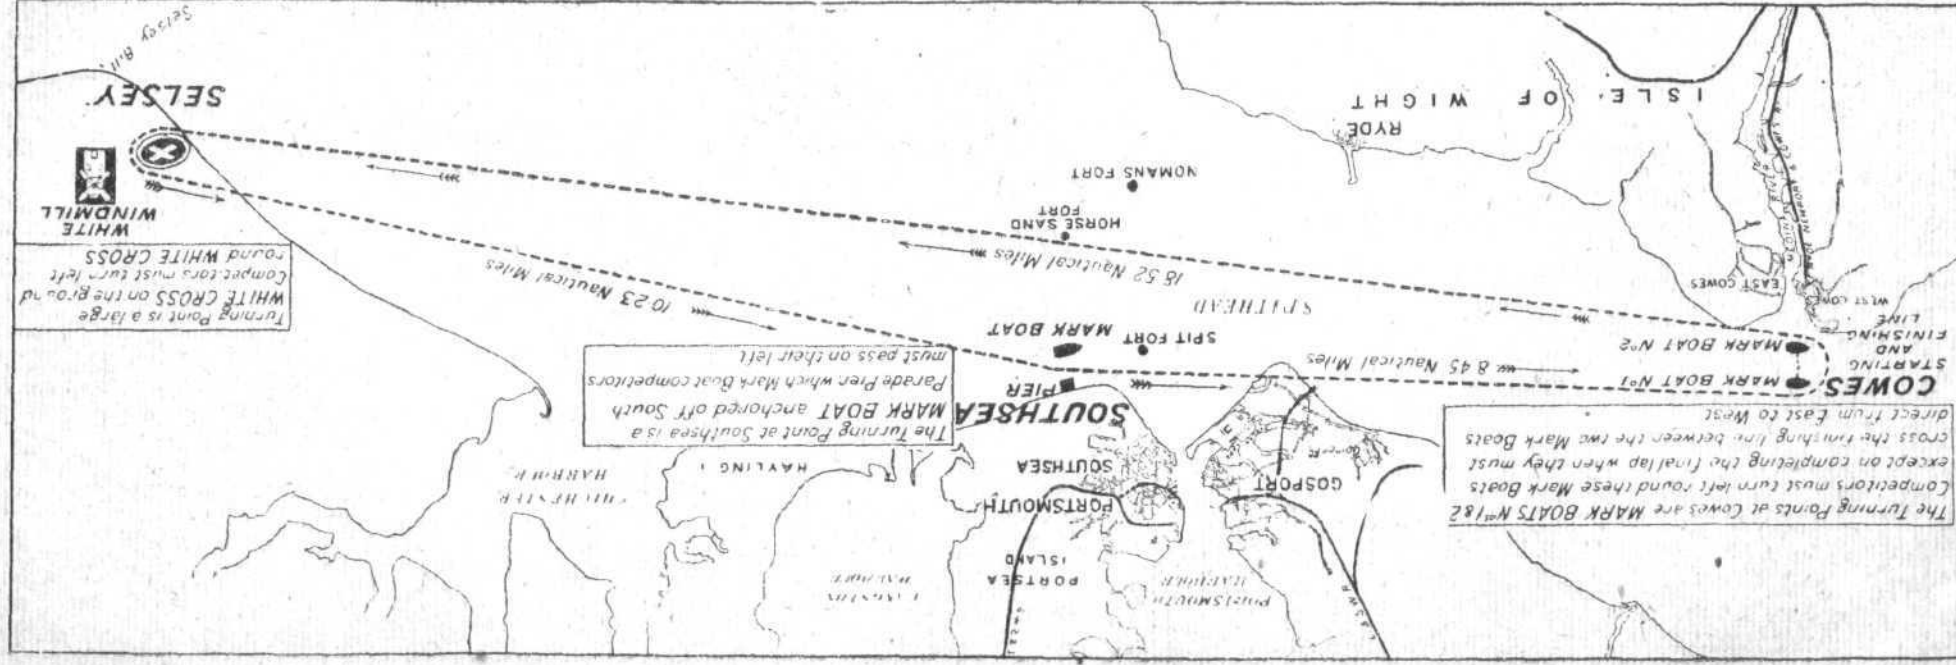 The Turning Points at Cowes are MARK BOATS Nos 1 & 2
Competitors must turn left round these Mark Boats
except on completing the final lap when they must
cross the finishing line between the two Mark Boats
direct from East to West
COWES
STARTING
AND
FINISHING
LINE
MARK BOAT No 1
MARK BOAT No 2
WEST COWES
EAST COWES
8·45 Nautical Miles
L & S W R
PORTSMOUTH
HARBOUR
GOSPORT
PORTSEA
ISLAND
PORTSMOUTH
SOUTHSEA
SOUTHSEA
PIER
MARK BOAT
SPIT FORT
SPITHEAD
LANGSTON
HARBOUR
HAYLING I
CHICHESTER
HARBOUR
The Turning Point at Southsea is a
MARK BOAT anchored off South
Parade Pier which Mark Boat competitors
must pass on their left
18·52 Nautical Miles
10·23 Nautical Miles
HORSE SAND
FORT
NOMANS FORT
RYDE
ISLE OF WIGHT
Turning Point is a large
WHITE CROSS on the ground
Competitors must turn left
round WHITE CROSS
WHITE
WINDMILL
SELSEY
Selsey Bill